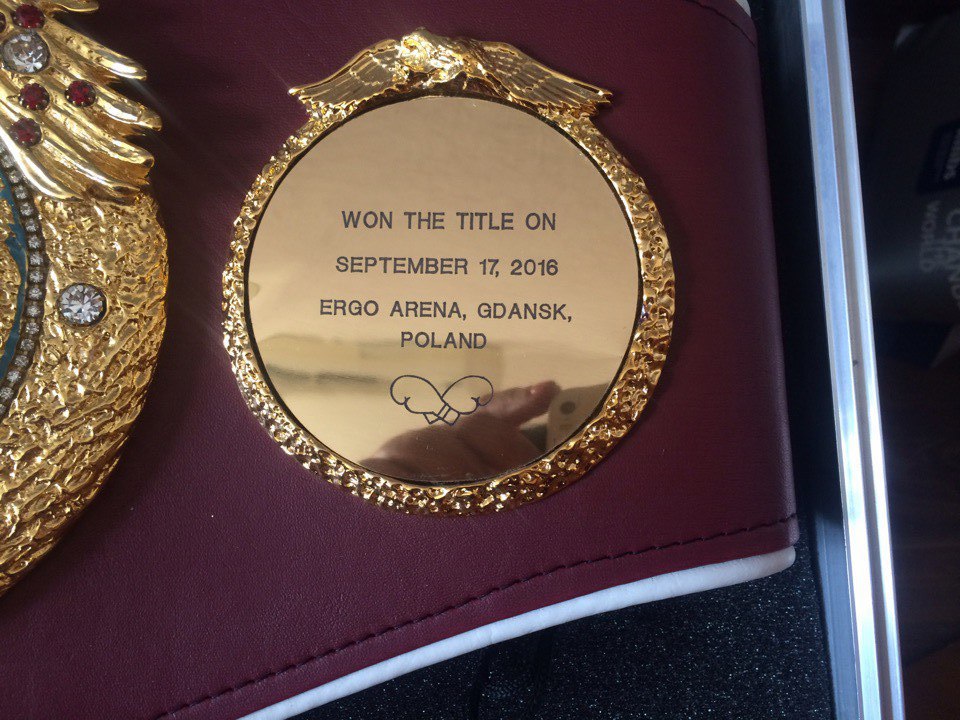 WON THE TITLE ON
SEPTEMBER 17, 2016
ERGO ARENA, GDANSK,
POLAND